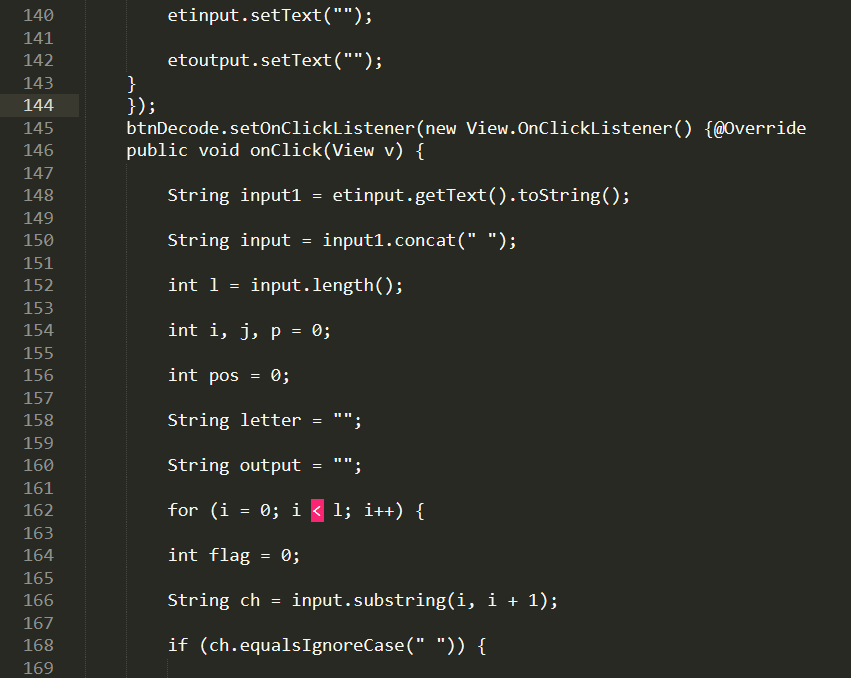 140 etinput.setText("");
141
142 etoutput.setText("");
143 }
144 });
145 btnDecode.setOnClickListener(new View.OnClickListener() {@Override
146 public void onClick(View v) {
147
148 String input1 = etinput.getText().toString();
149
150 String input = input1.concat(" ");
151
152 int l = input.length();
153
154 int i, j, p = 0;
155
156 int pos = 0;
157
158 String letter = "";
159
160 String output = "";
161
162 for (i = 0; i < l; i++) {
163
164 int flag = 0;
165
166 String ch = input.substring(i, i + 1);
167
168 if (ch.equalsIgnoreCase(" ")) {
169